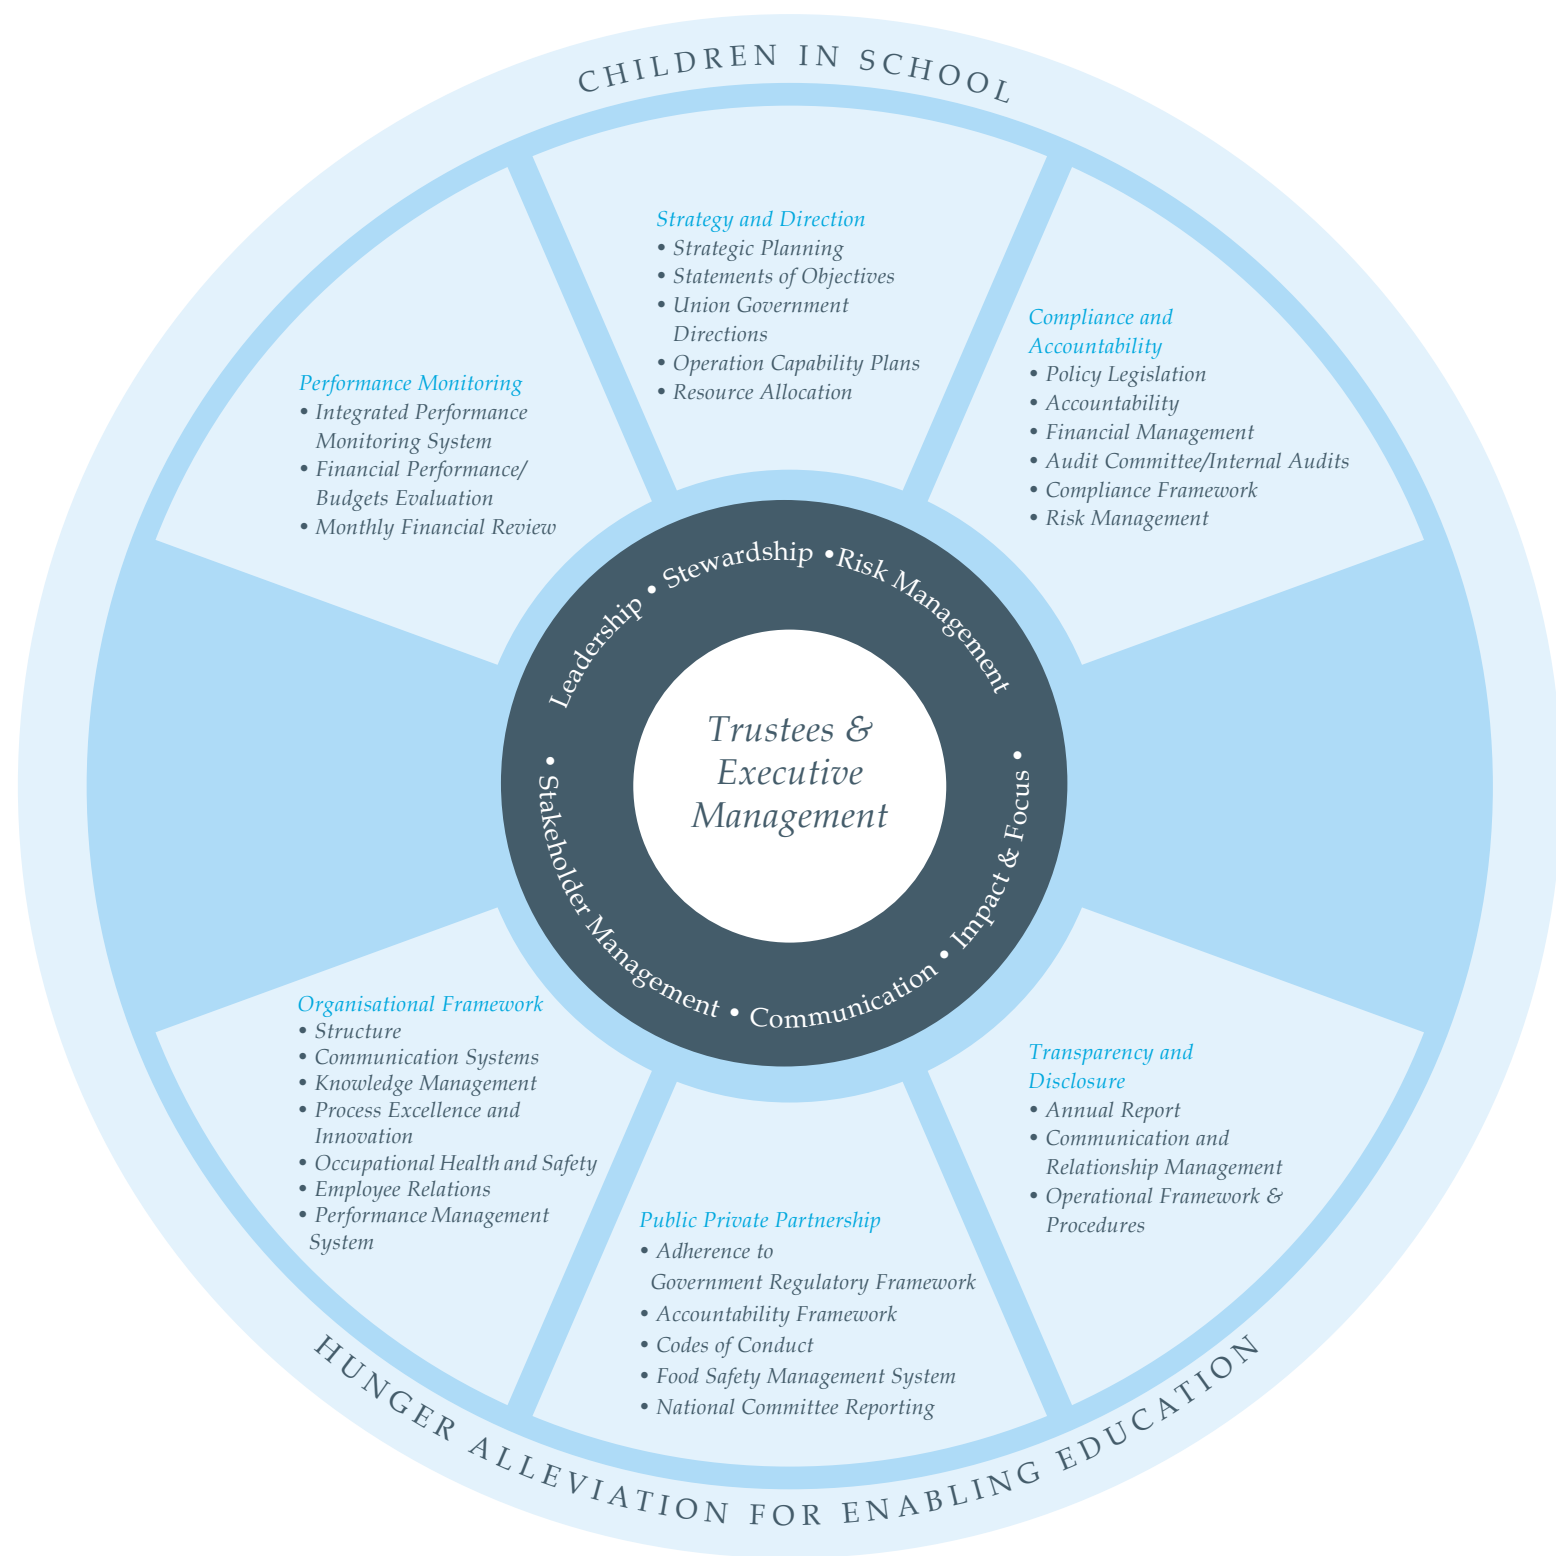 CHILDREN IN SCHOOL
Strategy and Direction
• Strategic Planning
• Statements of Objectives
• Union Government
Directions
• Operation Capability Plans
• Resource Allocation
Compliance and
Accountability
• Policy Legislation
• Accountability
• Financial Management
• Audit Committee/Internal Audits
• Compliance Framework
• Risk Management
Performance Monitoring
• Integrated Performance
Monitoring System
• Financial Performance/
Budgets Evaluation
• Monthly Financial Review
Leadership • Stewardship •Risk Management
Trustees &
Executive
Management
• Stakeholder Management • Communication • Impact & Focus •
Organisational Framework
• Structure
• Communication Systems
• Knowledge Management
• Process Excellence and
Innovation
• Occupational Health and Safety
• Employee Relations
• Performance Management
System
Public Private Partnership
• Adherence to
Government Regulatory Framework
• Accountability Framework
• Codes of Conduct
• Food Safety Management System
• National Committee Reporting
Transparency and
Disclosure
• Annual Report
• Communication and
Relationship Management
• Operational Framework &
Procedures
HUNGER ALLEVIATION FOR ENABLING EDUCATION